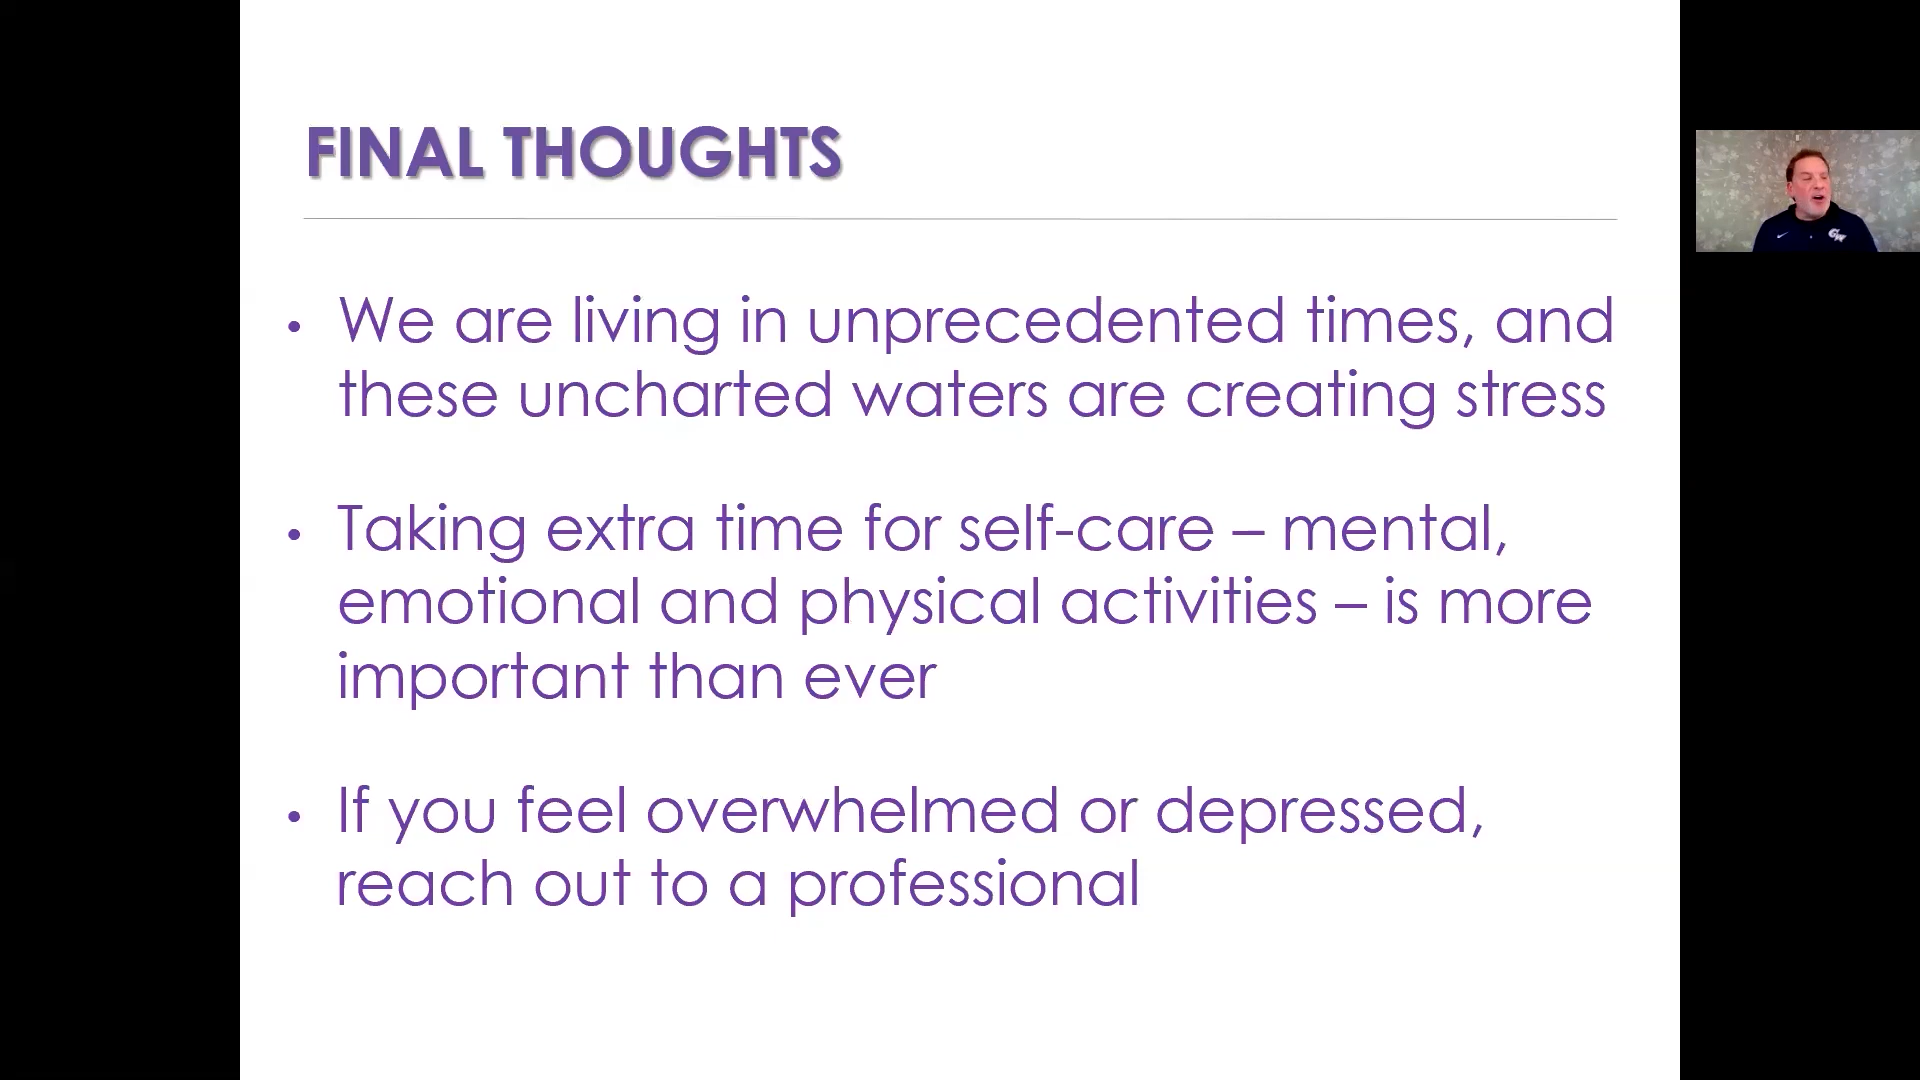 FINAL THOUGHTS
• We are living in unprecedented times, and
these uncharted waters are creating stress
• Taking extra time for self-care – mental,
emotional and physical activities – is more
important than ever
• If you feel overwhelmed or depressed,
reach out to a professional
GW